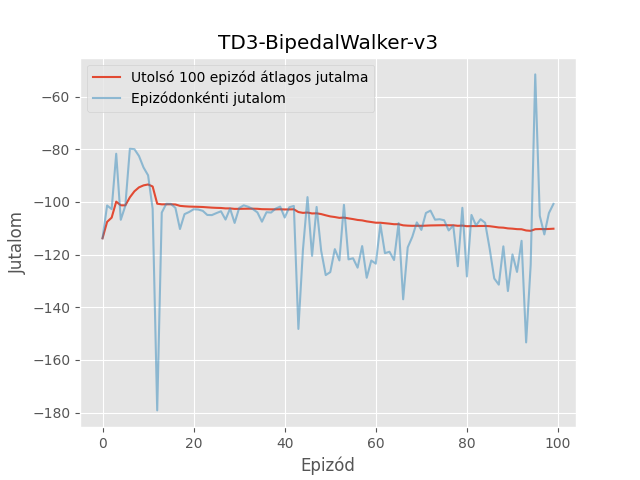 TD3-BipedalWalker-v3
Utolsó 100 epizód átlagos jutalma
Epizódonkénti jutalom
Jutalom
−60
−80
−100
−120
−140
−160
−180
0
20
40
60
80
100
Epizód